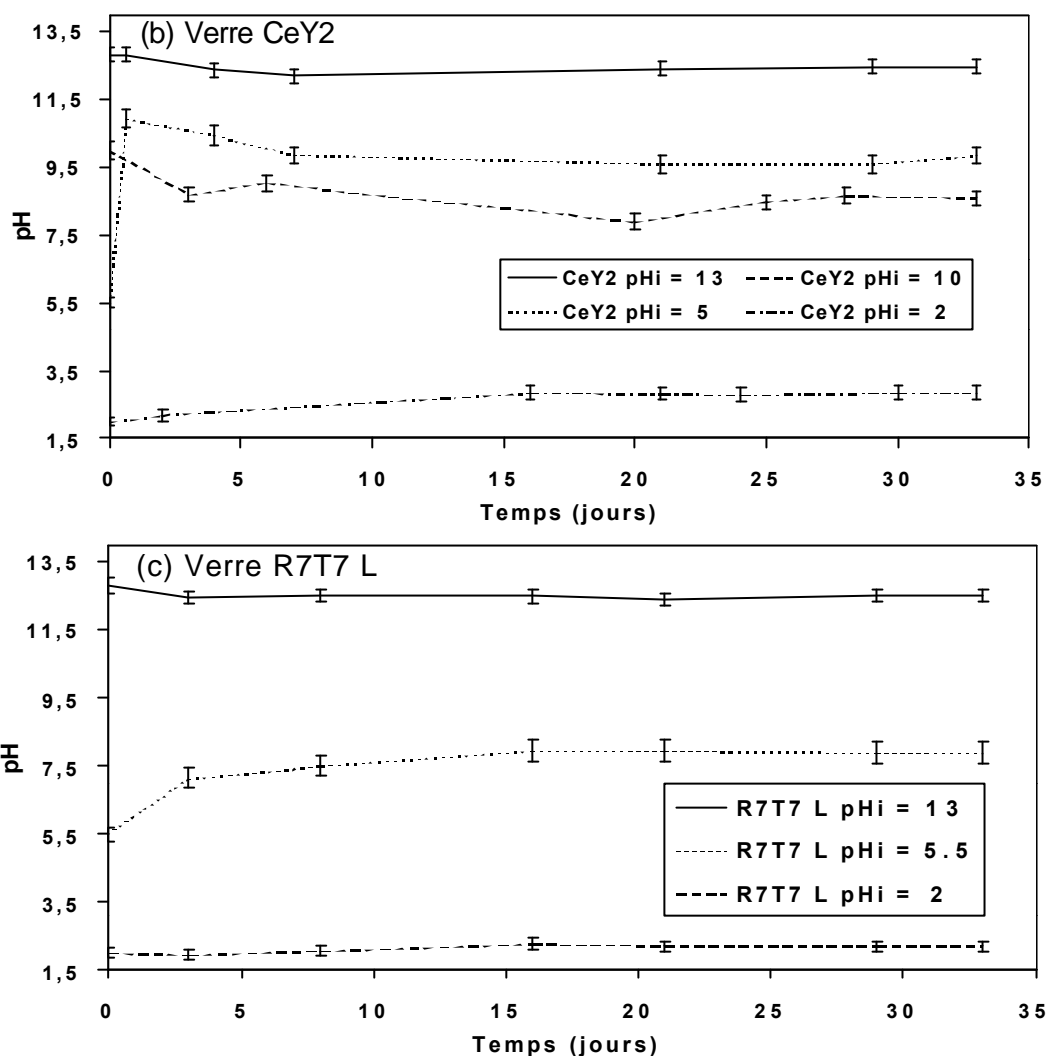 (b) Verre CeY2
13,5
11,5
9,5
7,5
5,5
3,5
1,5
pH
CeY2 pHi = 13
CeY2 pHi = 10
CeY2 pHi = 5
CeY2 pHi = 2
0 5 10 15 20 25 30 35
Temps (jours)
(c) Verre R7T7 L
13,5
11,5
9,5
7,5
5,5
3,5
1,5
pH
R7T7 L pHi = 13
R7T7 L pHi = 5.5
R7T7 L pHi = 2
0 5 10 15 20 25 30 35
Temps (jours)